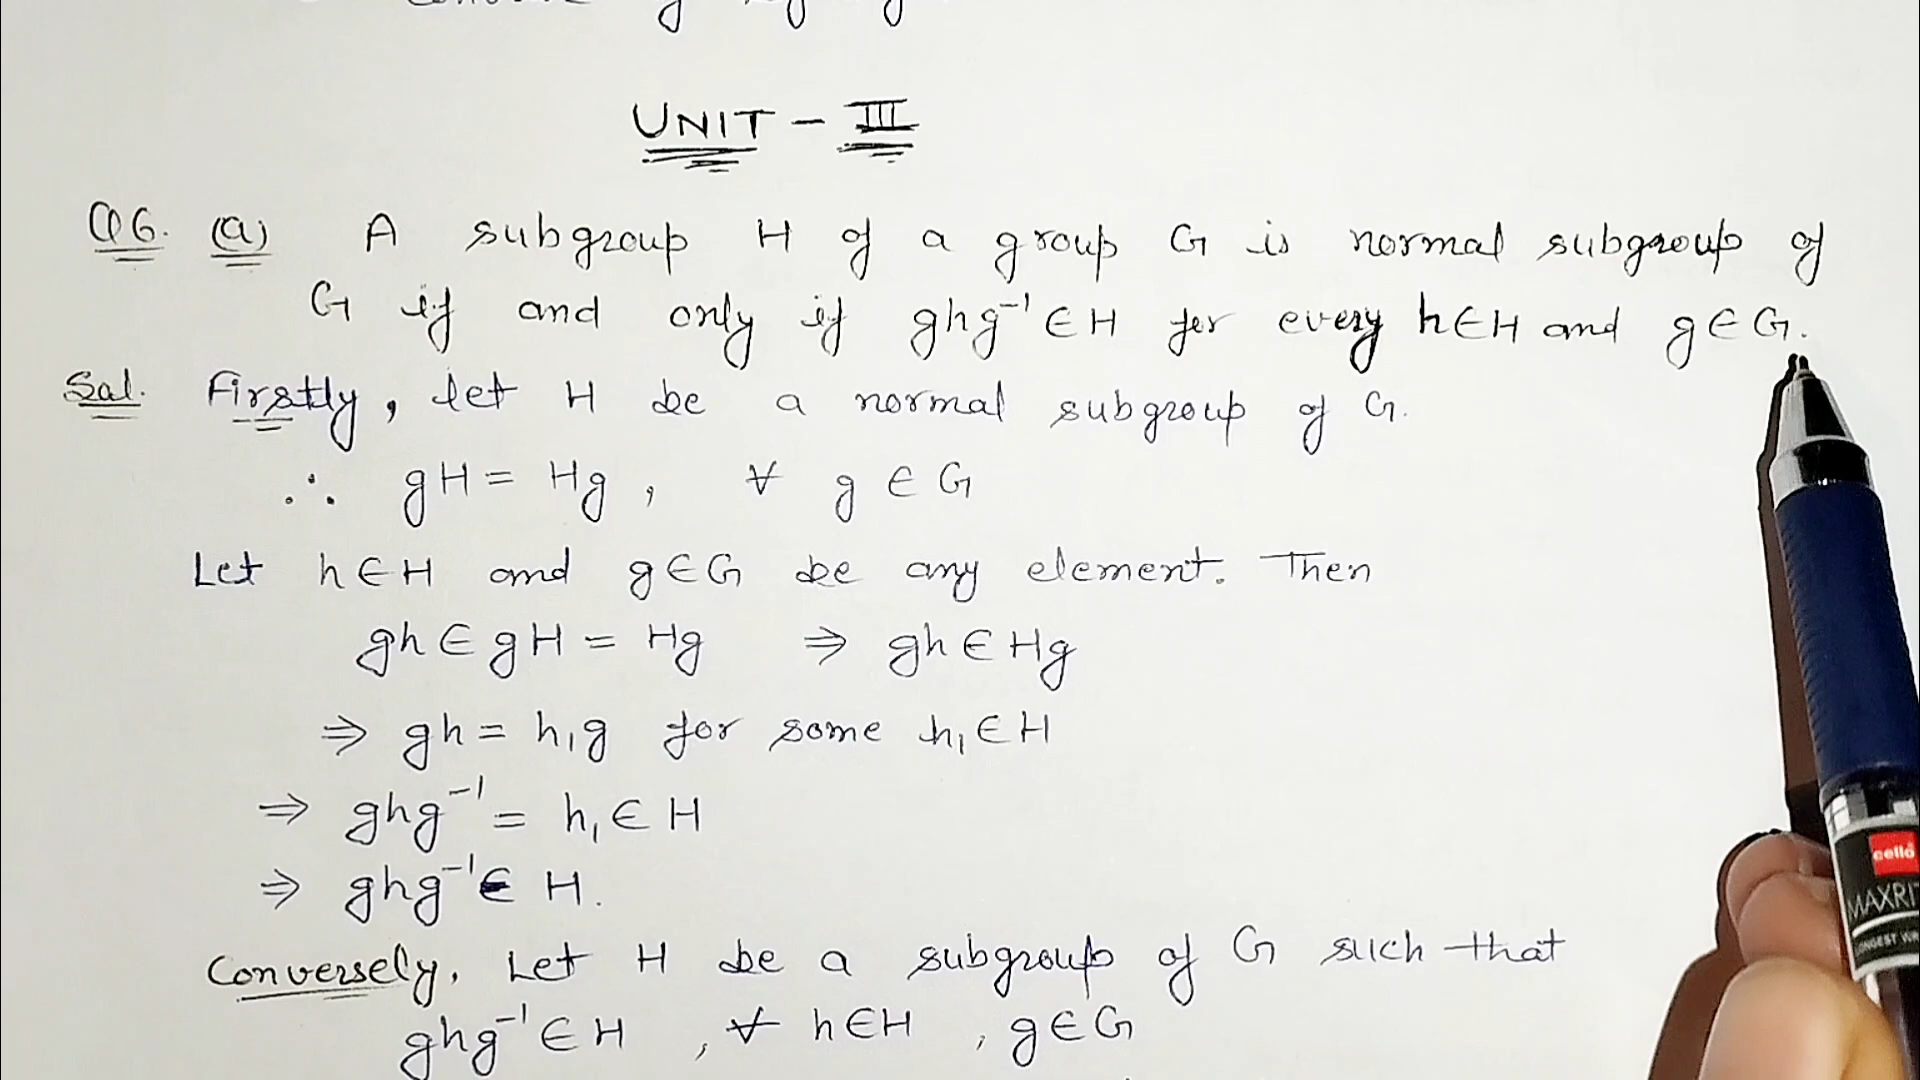 UNIT - III
Q6. (a) A subgroup H of a group G is normal subgroup of
G if and only if ghg⁻¹ ∈ H for every h ∈ H and g ∈ G.
Sol. Firstly, let H be a normal subgroup of G.
∴ gH = Hg , ∀ g ∈ G
Let h ∈ H and g ∈ G be any element. Then
gh ∈ gH = Hg ⇒ gh ∈ Hg
⇒ gh = h₁g for some h₁ ∈ H
⇒ ghg⁻¹ = h₁ ∈ H
⇒ ghg⁻¹ ∈ H.
Conversely, Let H be a subgroup of G such that
ghg⁻¹ ∈ H , ∀ h ∈ H , g ∈ G
cello